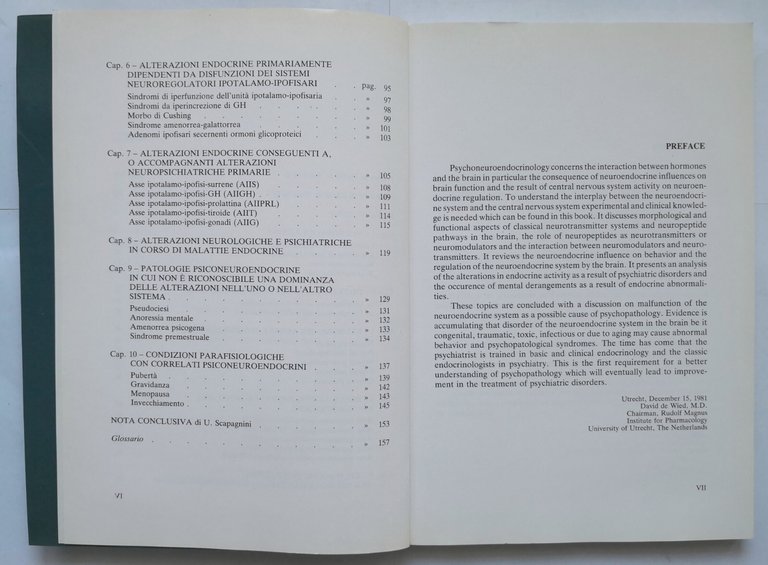 Cap. 6 – ALTERAZIONI ENDOCRINE PRIMARIAMENTE
DIPENDENTI DA DISFUNZIONI DEI SISTEMI
NEUROREGOLATORI IPOTALAMO-IPOFISARI . . pag. 95
Sindromi di iperfunzione dell'unità ipotalamo-ipofisaria . . » 97
Sindromi da iperincrezione di GH . . . . . . » 98
Morbo di Cushing . . . . . . . . » 99
Sindrome amenorrea-galattorrea . . . . . . » 101
Adenomi ipofisari secernenti ormoni glicoproteici . . . » 103
Cap. 7 – ALTERAZIONI ENDOCRINE CONSEGUENTI A,
O ACCOMPAGNANTI ALTERAZIONI
NEUROPSICHIATRICHE PRIMARIE . . . . » 105
Asse ipotalamo-ipofisi-surrene (AIIS) . . . . . » 108
Asse ipotalamo-ipofisi-GH (AIIGH) . . . . . » 109
Asse ipotalamo-ipofisi-prolattina (AIIPRL) . . . . » 111
Asse ipotalamo-ipofisi-tiroide (AIIT) . . . . . » 114
Asse ipotalamo-ipofisi-gonadi (AIIG) . . . . . » 115
Cap. 8 – ALTERAZIONI NEUROLOGICHE E PSICHIATRICHE
IN CORSO DI MALATTIE ENDOCRINE . . . » 119
Cap. 9 – PATOLOGIE PSICONEUROENDOCRINE
IN CUI NON È RICONOSCIBILE UNA DOMINANZA
DELLE ALTERAZIONI NELL'UNO O NELL'ALTRO
SISTEMA . . . . . . . . . » 129
Pseudociesi . . . . . . . . . » 131
Anoressia mentale . . . . . . . . » 132
Amenorrea psicogena . . . . . . . » 133
Sindrome premestruale . . . . . . . » 134
Cap. 10 – CONDIZIONI PARAFISIOLOGICHE
CON CORRELATI PSICONEUROENDOCRINI . . . » 137
Pubertà . . . . . . . . . » 139
Gravidanza . . . . . . . . . » 142
Menopausa . . . . . . . . . » 143
Invecchiamento . . . . . . . . . » 145
NOTA CONCLUSIVA di U. Scapagnini . . . . . » 153
Glossario . . . . . . . . . . » 157
VI
PREFACE
Psychoneuroendocrinology concerns the interaction between hormones
and the brain in particular the consequence of neuroendocrine influences on
brain function and the result of central nervous system activity on neuroen-
docrine regulation. To understand the interplay between the neuroendocri-
ne system and the central nervous system experimental and clinical knowled-
ge is needed which can be found in this book. It discusses morphological and
functional aspects of classical neurotransmitter systems and neuropeptide
pathways in the brain, the role of neuropeptides as neurotransmitters or
neuromodulators and the interaction between neuromodulators and neuro-
transmitters. It reviews the neuroendocrine influence on behavior and the
regulation of the neuroendocrine system by the brain. It presents an analysis
of the alterations in endocrine activity as a result of psychiatric disorders and
the occurence of mental derangements as a result of endocrine abnormali-
ties.
These topics are concluded with a discussion on malfunction of the
neuroendocrine system as a possible cause of psychopathology. Evidence is
accumulating that disorder of the neuroendocrine system in the brain be it
congenital, traumatic, toxic, infectious or due to aging may cause abnormal
behavior and psychopatological syndromes. The time has come that the
psychiatrist is trained in basic and clinical endocrinology and the classic
endocrinologists in psychiatry. This is the first requirement for a better
understanding of psychopathology which will eventually lead to improve-
ment in the treatment of psychiatric disorders.
Utrecht, December 15, 1981
David de Wied, M.D.
Chairman, Rudolf Magnus
Institute for Pharmacology
University of Utrecht, The Netherlands
VII